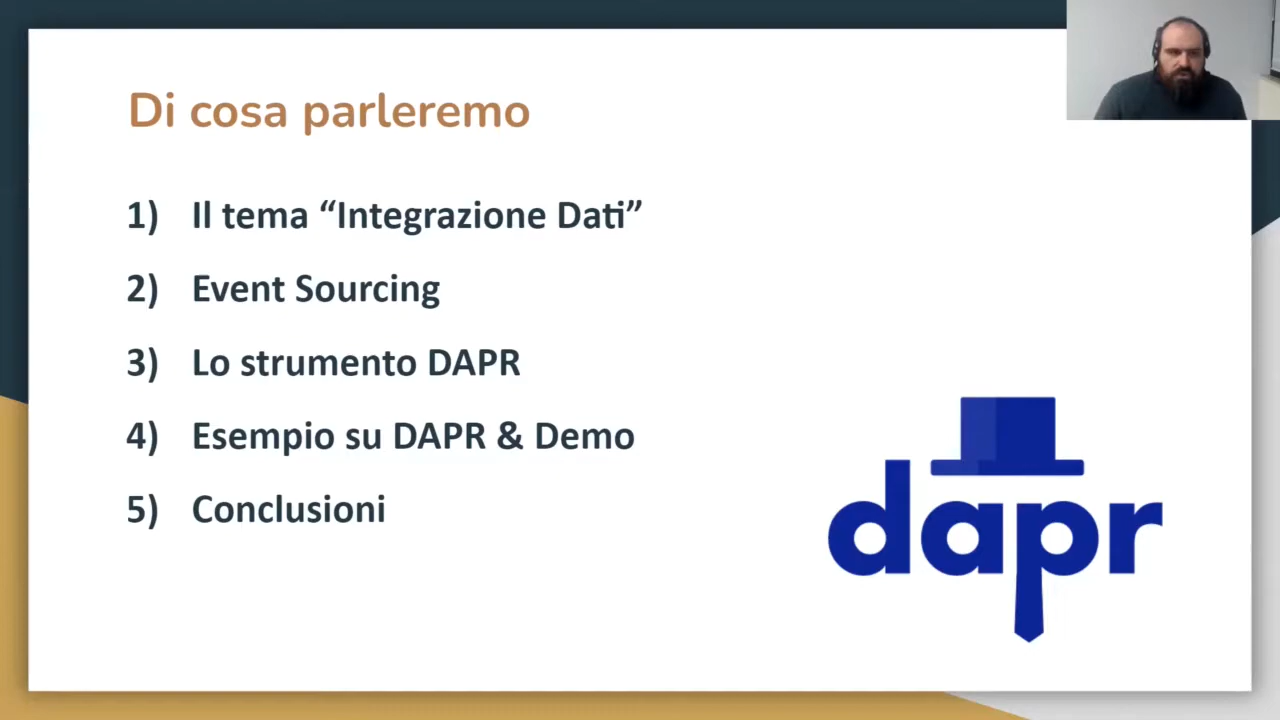 Di cosa parleremo
1) Il tema “Integrazione Dati”
2) Event Sourcing
3) Lo strumento DAPR
4) Esempio su DAPR & Demo
5) Conclusioni
dapr